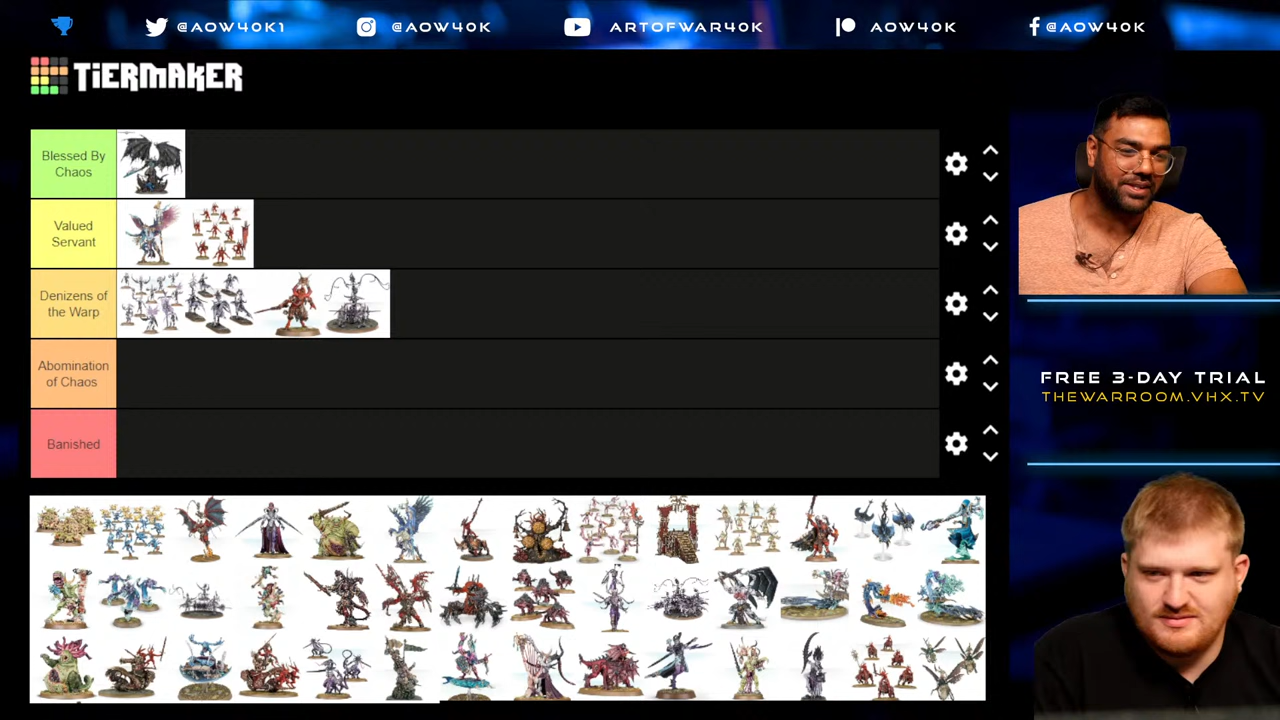 @AOW40K1
@AOW40K
ARTOFWAR40K
AOW40K
@AOW40K
TiERMAKER
Blessed By
Chaos
Valued
Servant
Denizens of
the Warp
Abomination
of Chaos
Banished
FREE 3-DAY TRIAL
THEWARROOM.VHX.TV